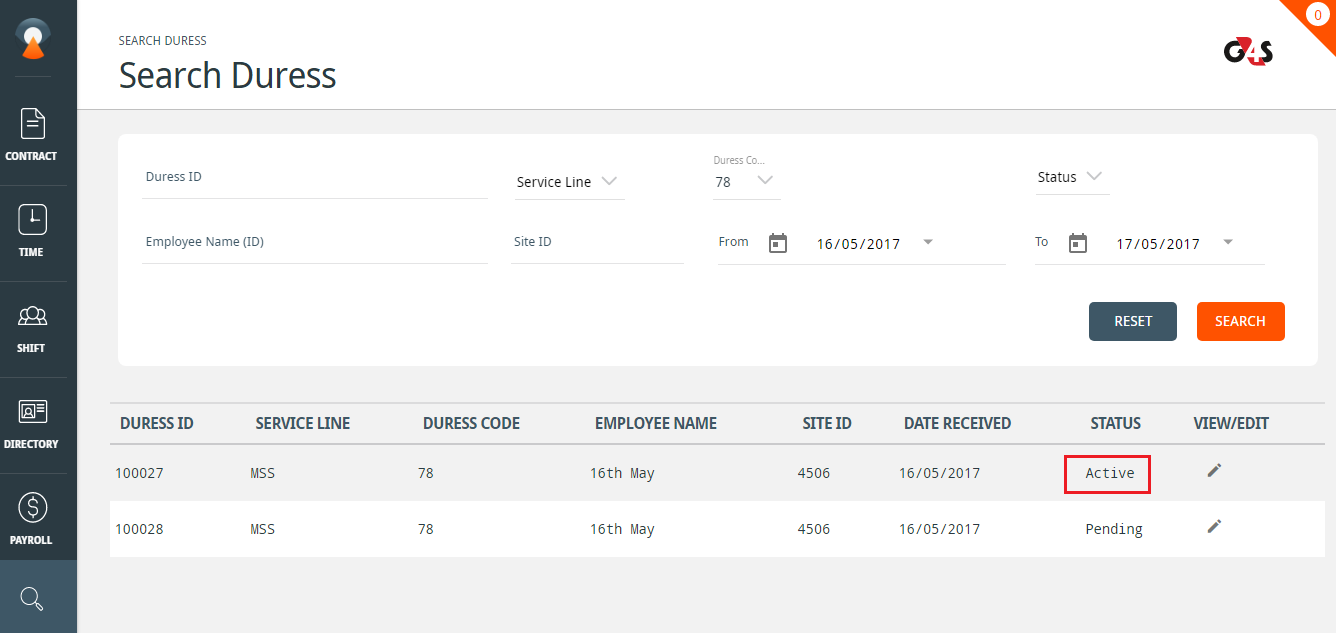 0
SEARCH DURESS
Search Duress
G4S
CONTRACT
TIME
SHIFT
DIRECTORY
PAYROLL
Duress ID
Service Line
Duress Co...
78
Status
Employee Name (ID)
Site ID
From 16/05/2017
To 17/05/2017
RESET SEARCH
DURESS ID SERVICE LINE DURESS CODE EMPLOYEE NAME SITE ID DATE RECEIVED STATUS VIEW/EDIT
100027 MSS 78 16th May 4506 16/05/2017 Active
100028 MSS 78 16th May 4506 16/05/2017 Pending